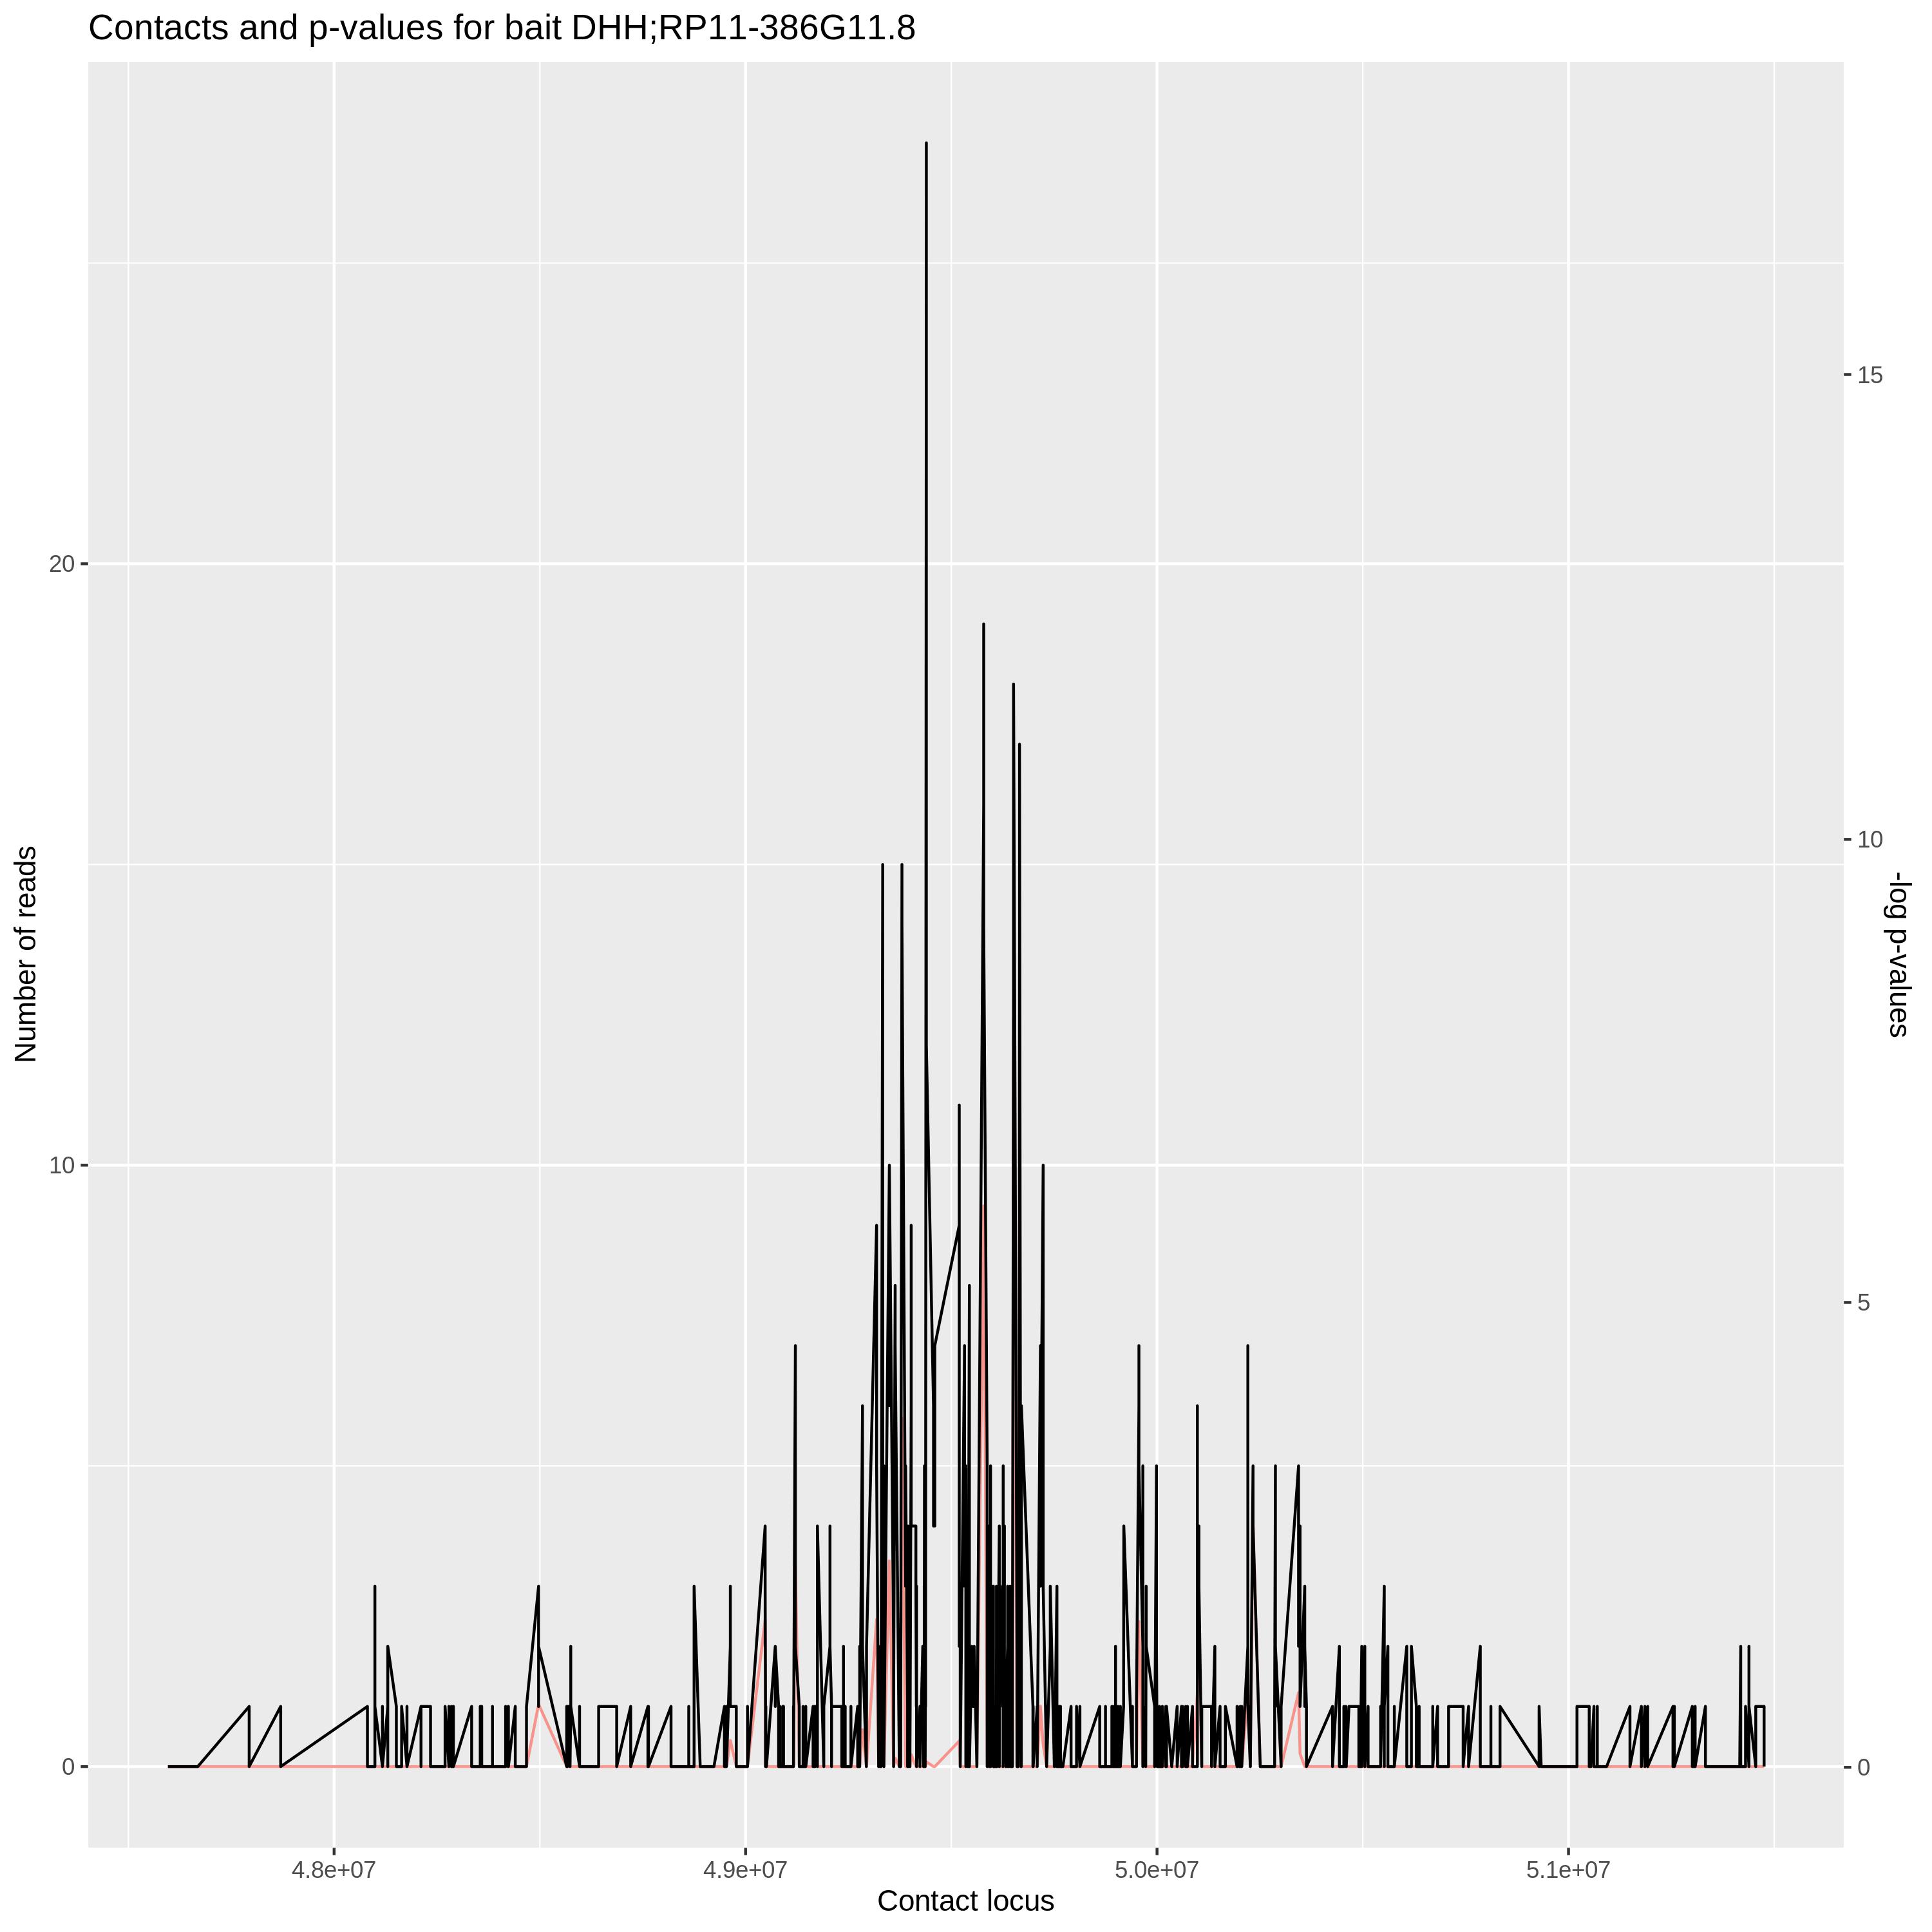 Contacts and p-values for bait DHH;RP11-386G11.8
Number of reads
20
10
0
15
10
5
0
-log p-values
4.8e+07
4.9e+07
5.0e+07
5.1e+07
Contact locus